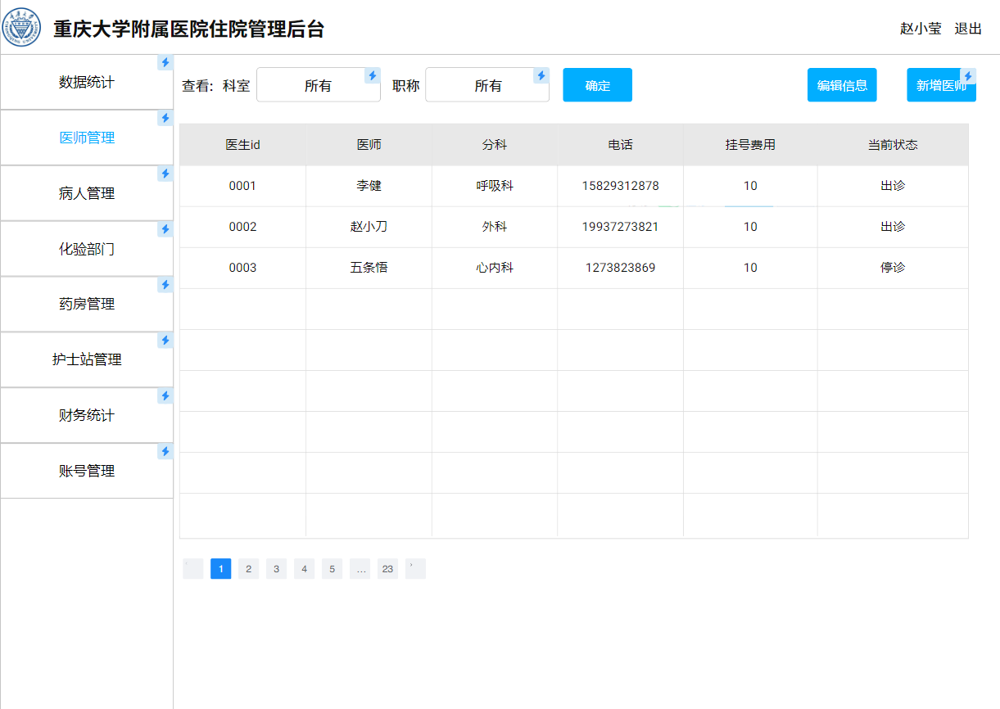 重庆大学附属医院住院管理后台
赵小莹 退出
数据统计
医师管理
病人管理
化验部门
药房管理
护士站管理
财务统计
账号管理
查看: 科室 所有 职称 所有 确定 编辑信息 新增医师
医生id 医师 分科 电话 挂号费用 当前状态
0001 李健 呼吸科 15829312878 10 出诊
0002 赵小刀 外科 19937273821 10 出诊
0003 五条悟 心内科 1273823869 10 停诊
1 2 3 4 5 … 23